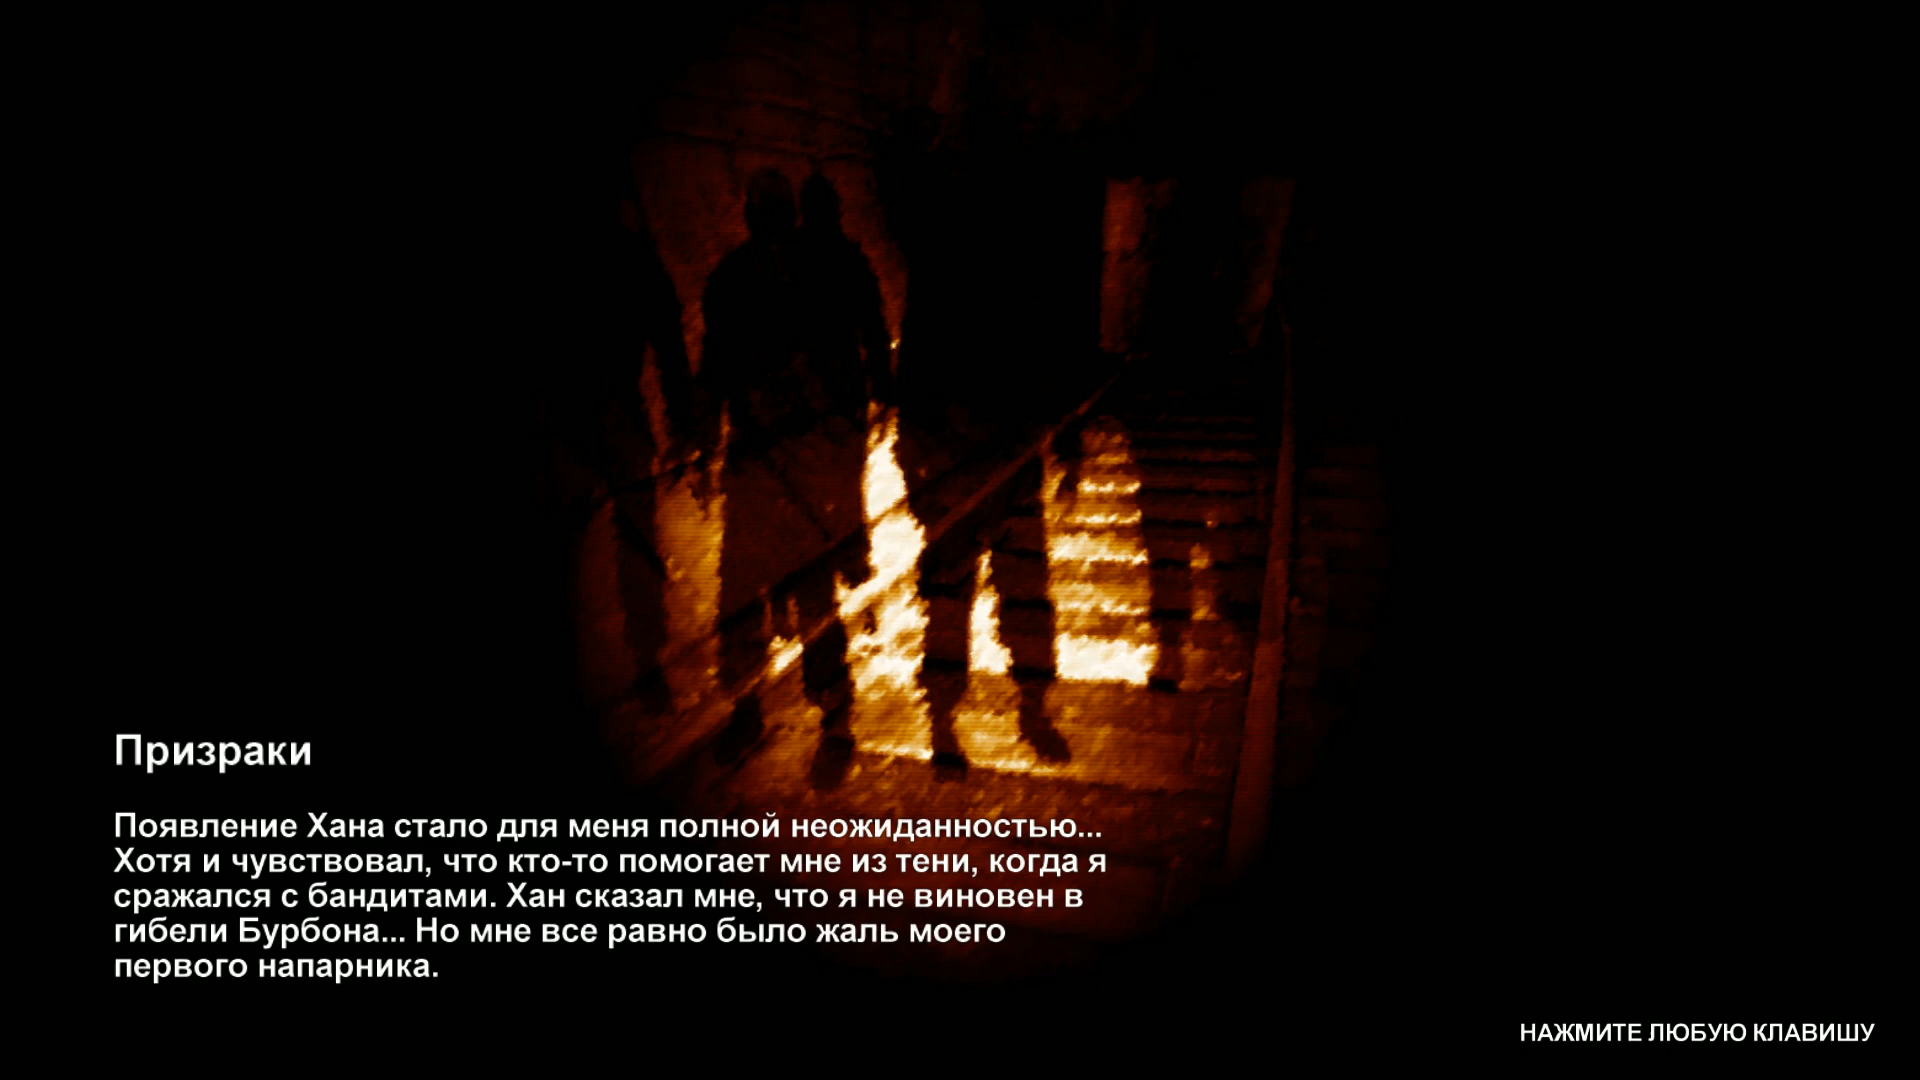 Призраки
Появление Хана стало для меня полной неожиданностью...
Хотя и чувствовал, что кто-то помогает мне из тени, когда я
сражался с бандитами. Хан сказал мне, что я не виновен в
гибели Бурбона... Но мне все равно было жаль моего
первого напарника.
НАЖМИТЕ ЛЮБУЮ КЛАВИШУ